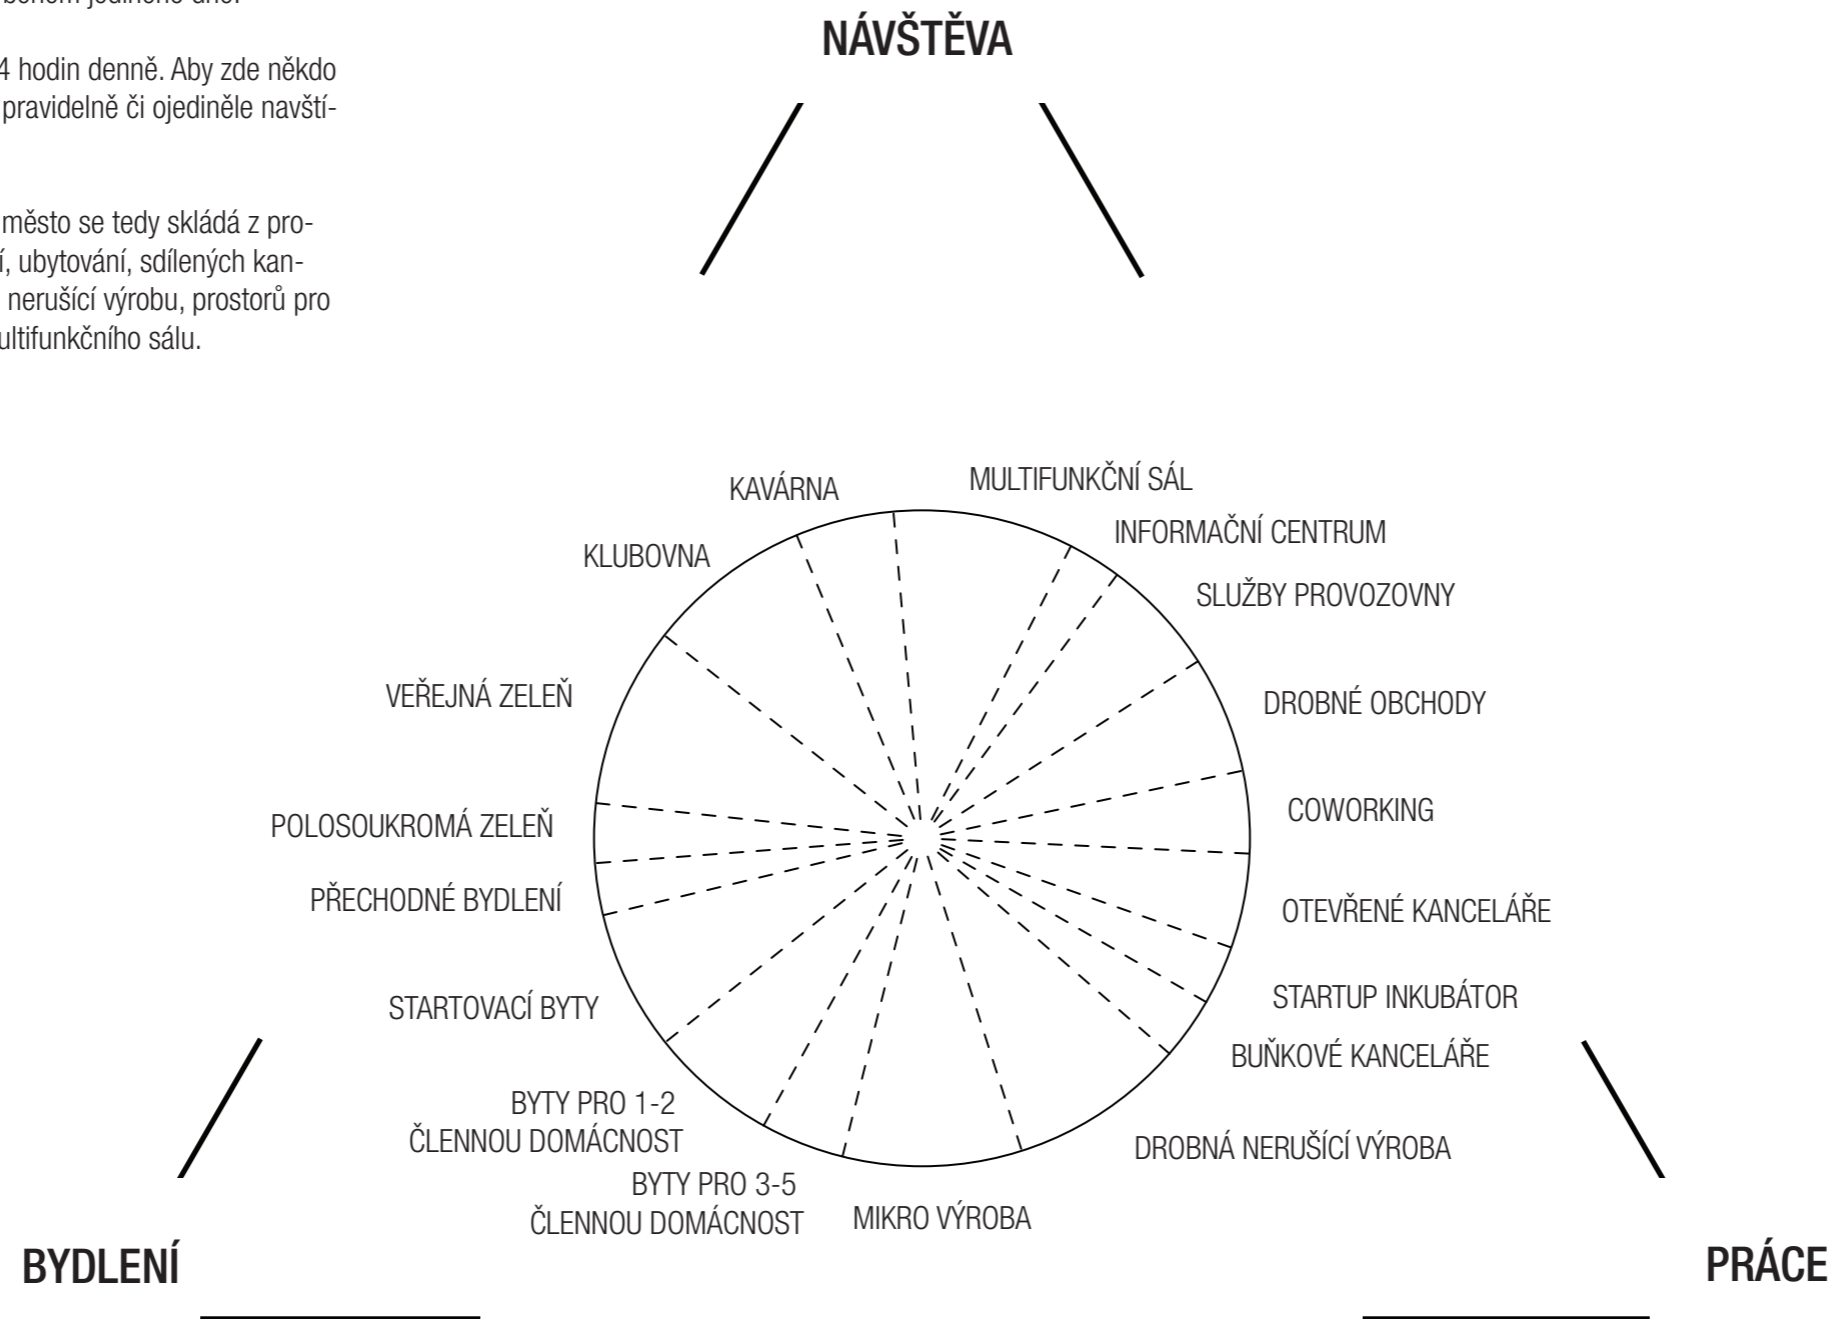 během jediného dne.
4 hodin denně. Aby zde někdo
pravidelně či ojediněle navští-
město se tedy skládá z pro-
í, ubytování, sdílených kan-
nerušící výrobu, prostorů pro
ultifunkčního sálu.
NÁVŠTĚVA
KAVÁRNA
MULTIFUNKČNÍ SÁL
INFORMAČNÍ CENTRUM
KLUBOVNA
SLUŽBY PROVOZOVNY
VEŘEJNÁ ZELEŇ
DROBNÉ OBCHODY
POLOSOUKROMÁ ZELEŇ
COWORKING
PŘECHODNÉ BYDLENÍ
OTEVŘENÉ KANCELÁŘE
STARTOVACÍ BYTY
STARTUP INKUBÁTOR
BUŇKOVÉ KANCELÁŘE
BYTY PRO 1-2
ČLENNOU DOMÁCNOST
DROBNÁ NERUŠÍCÍ VÝROBA
BYTY PRO 3-5
ČLENNOU DOMÁCNOST
MIKRO VÝROBA
BYDLENÍ
PRÁCE